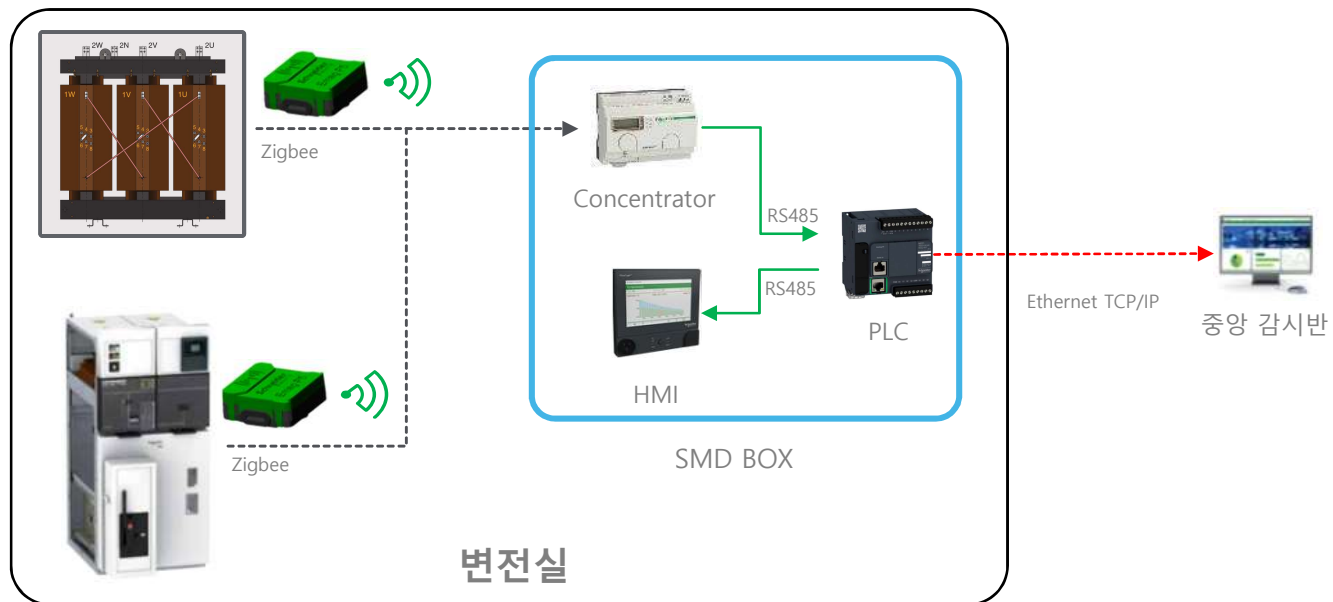 2W 2N 2V 2U
1W 1V 1U
Zigbee
Concentrator
RS485
RS485
PLC
HMI
Ethernet TCP/IP
중앙 감시반
Zigbee
SMD BOX
변전실